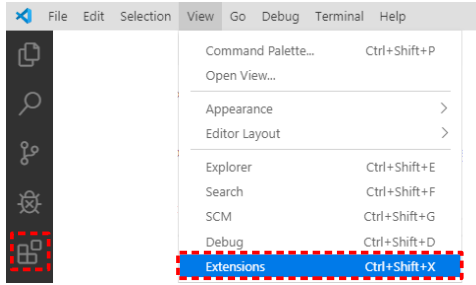 File Edit Selection View Go Debug Terminal Help
Command Palette... Ctrl+Shift+P
Open View...
Appearance
Editor Layout
Explorer Ctrl+Shift+E
Search Ctrl+Shift+F
SCM Ctrl+Shift+G
Debug Ctrl+Shift+D
Extensions Ctrl+Shift+X